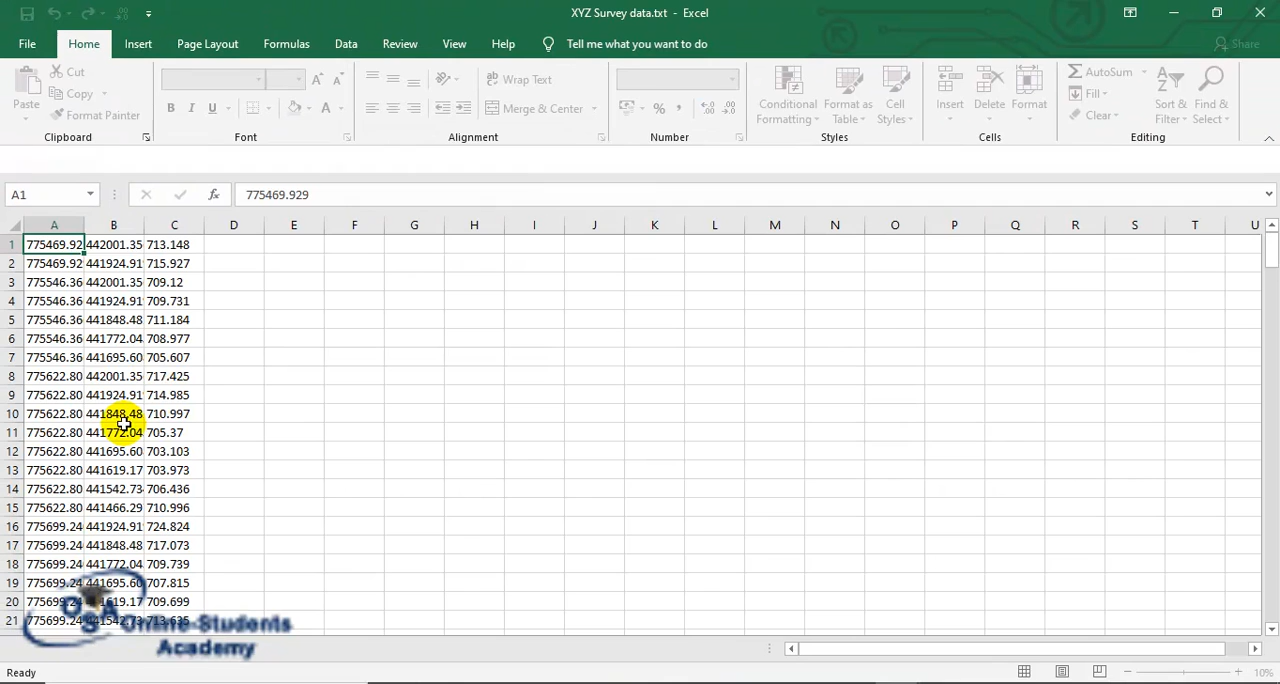 XYZ Survey data.txt - Excel
File Home Insert Page Layout Formulas Data Review View Help Tell me what you want to do Share
Paste Cut Copy Format Painter Clipboard
B I U A Font
ab Wrap Text Merge & Center Alignment
% , Number
Conditional Formatting Format as Table Cell Styles Styles
Insert Delete Format Cells
AutoSum Fill Clear Sort & Filter Find & Select Editing
A1 fx 775469.929
A B C D E F G H I J K L M N O P Q R S T U
1 775469.92 442001.35 713.148
2 775469.92 441924.91 715.927
3 775546.36 442001.35 709.12
4 775546.36 441924.91 709.731
5 775546.36 441848.48 711.184
6 775546.36 441772.04 708.977
7 775546.36 441695.60 705.607
8 775622.80 442001.35 717.425
9 775622.80 441924.91 714.985
10 775622.80 441848.48 710.997
11 775622.80 441772.04 705.37
12 775622.80 441695.60 703.103
13 775622.80 441619.17 703.973
14 775622.80 441542.73 706.436
15 775622.80 441466.29 710.996
16 775699.24 441924.91 724.824
17 775699.24 441848.48 717.073
18 775699.24 441772.04 709.739
19 775699.24 441695.60 707.815
20 775699.24 441619.17 709.699
21 775699.24 441542.73 713.635
OSA Online-Students
Academy
Ready 10%